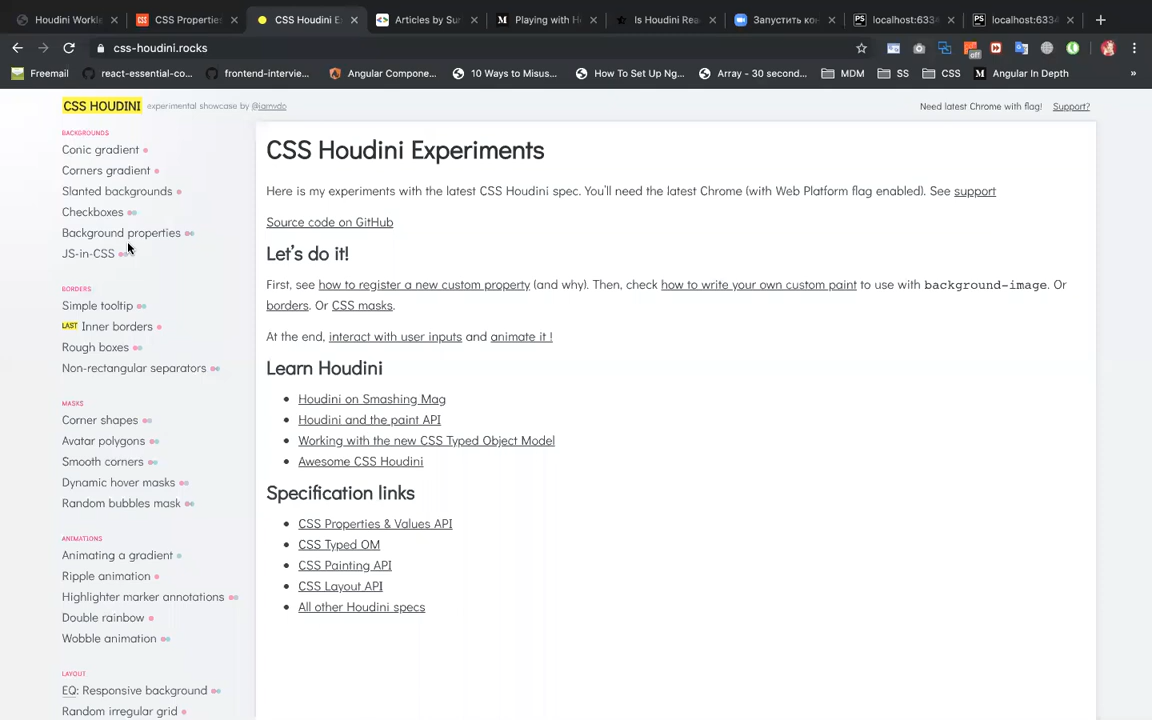 Houdini Workl
CSS Properties
CSS Houdini E
Articles by Su
Playing with H
Is Houdini Rea
Запустить ко
localhost:633
localhost:633
css-houdini.rocks
off
Freemail
react-essential-co...
frontend-intervie...
Angular Compone...
10 Ways to Misus...
How To Set Up Ng...
Array - 30 second...
MDM
SS
CSS
Angular In Depth
»
CSS HOUDINI experimental showcase by @iamvdo
Need latest Chrome with flag! Support?
BACKGROUNDS
Conic gradient
Corners gradient
Slanted backgrounds
Checkboxes
Background properties
JS-in-CSS
BORDERS
Simple tooltip
LAST Inner borders
Rough boxes
Non-rectangular separators
MASKS
Corner shapes
Avatar polygons
Smooth corners
Dynamic hover masks
Random bubbles mask
ANIMATIONS
Animating a gradient
Ripple animation
Highlighter marker annotations
Double rainbow
Wobble animation
LAYOUT
EQ: Responsive background
Random irregular grid
CSS Houdini Experiments
Here is my experiments with the latest CSS Houdini spec. You'll need the latest Chrome (with Web Platform flag enabled). See support
Source code on GitHub
Let's do it!
First, see how to register a new custom property (and why). Then, check how to write your own custom paint to use with background-image. Or
borders. Or CSS masks.
At the end, interact with user inputs and animate it !
Learn Houdini
• Houdini on Smashing Mag
• Houdini and the paint API
• Working with the new CSS Typed Object Model
• Awesome CSS Houdini
Specification links
• CSS Properties & Values API
• CSS Typed OM
• CSS Painting API
• CSS Layout API
• All other Houdini specs